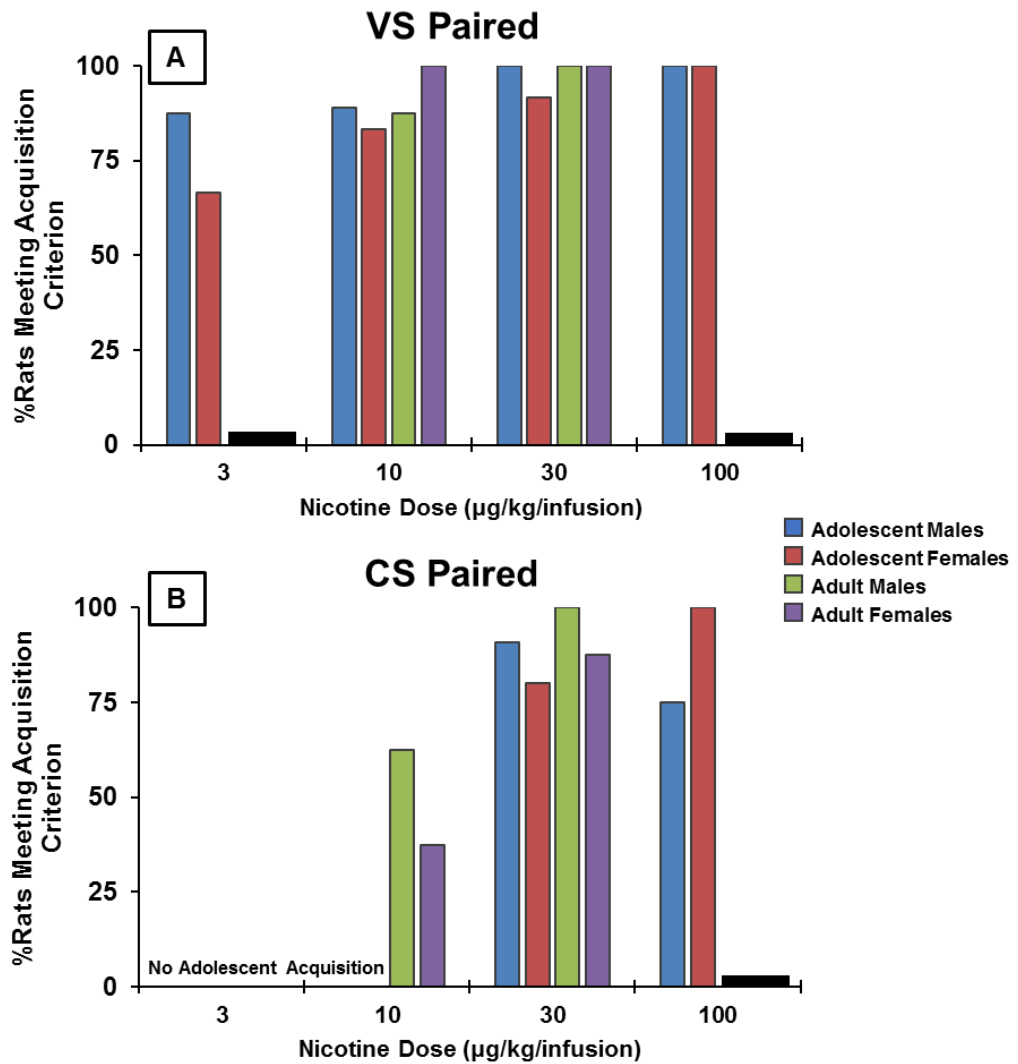 VS Paired
A
100
75
50
25
0
%Rats Meeting Acquisition
Criterion
3 10 30 100
Nicotine Dose (µg/kg/infusion)
Adolescent Males
Adolescent Females
Adult Males
Adult Females
CS Paired
B
100
75
50
25
0
%Rats Meeting Acquisition
Criterion
No Adolescent Acquisition
3 10 30 100
Nicotine Dose (µg/kg/infusion)